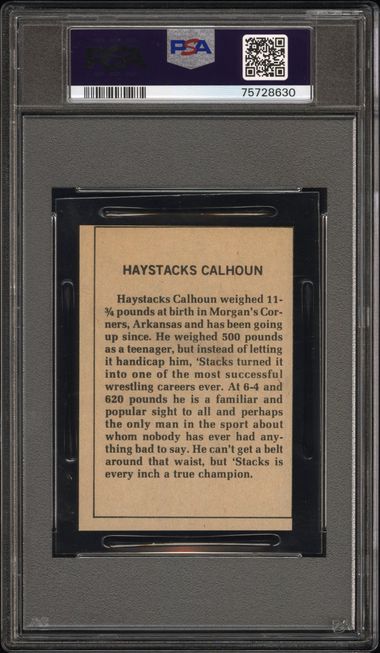 PSA
75728630
HAYSTACKS CALHOUN
Haystacks Calhoun weighed 11-
¾ pounds at birth in Morgan's Cor-
ners, Arkansas and has been going
up since. He weighed 500 pounds
as a teenager, but instead of letting
it handicap him, 'Stacks turned it
into one of the most successful
wrestling careers ever. At 6-4 and
620 pounds he is a familiar and
popular sight to all and perhaps
the only man in the sport about
whom nobody has ever had any-
thing bad to say. He can't get a belt
around that waist, but 'Stacks is
every inch a true champion.